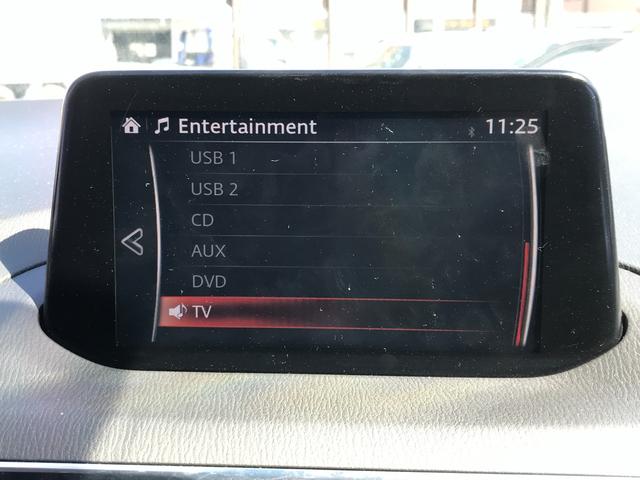 Entertainment 11:25
USB 1
USB 2
CD
AUX
DVD
TV